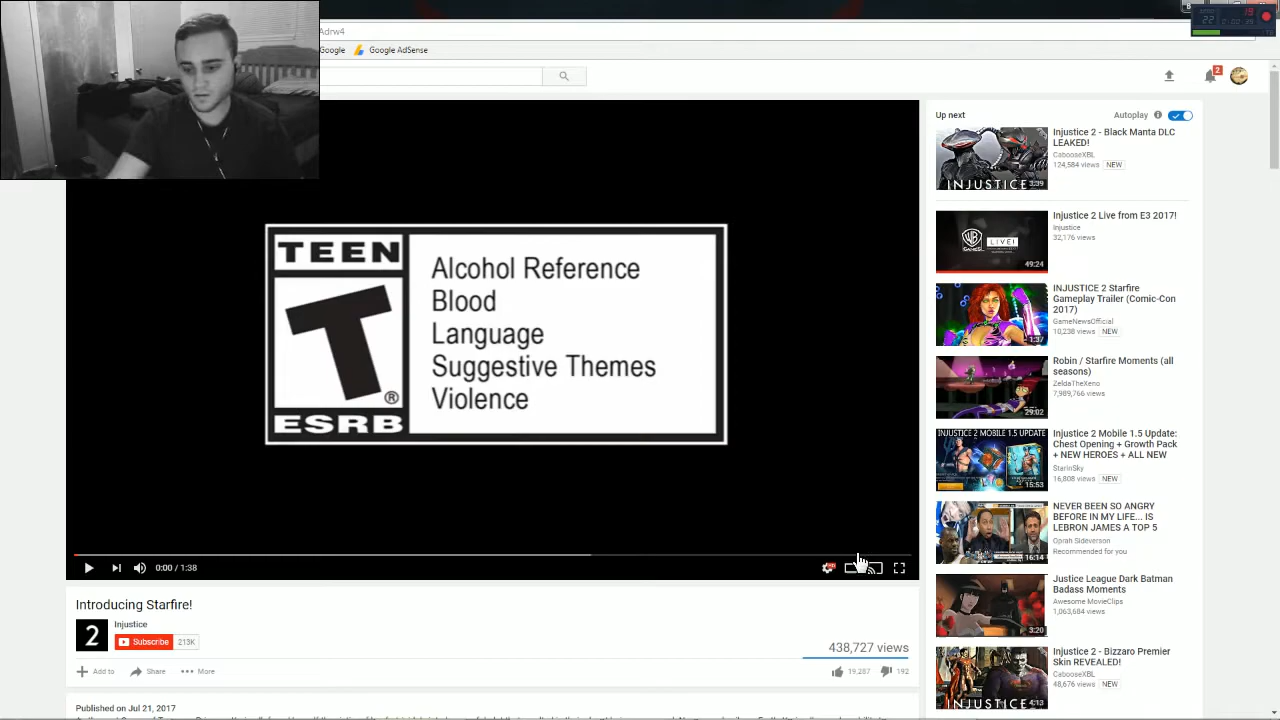 Adrw4
Google
Google AdSense
2
TEEN
T
ESRB
Alcohol Reference
Blood
Language
Suggestive Themes
Violence
0:00 / 1:38
Introducing Starfire!
2
Injustice
Subscribe 213K
438,727 views
Add to
Share
More
19,287
192
Published on Jul 21, 2017
Up next
Autoplay
INJUSTICE
3:39
Injustice 2 - Black Manta DLC
LEAKED!
CabooseXBL
124,584 views NEW
LIVE!
49:24
Injustice 2 Live from E3 2017!
Injustice
32,176 views
1:37
INJUSTICE 2 Starfire
Gameplay Trailer (Comic-Con
2017)
GameNewsOfficial
10,238 views NEW
29:02
Robin / Starfire Moments (all
seasons)
ZeldaTheXeno
7,989,766 views
INJUSTICE 2 MOBILE 1.5 UPDATE
15:53
Injustice 2 Mobile 1.5 Update:
Chest Opening + Growth Pack
+ NEW HEROES + ALL NEW
StarInSky
16,808 views NEW
16:14
NEVER BEEN SO ANGRY
BEFORE IN MY LIFE... IS
LEBRON JAMES A TOP 5
Oprah Sideverson
Recommended for you
3:20
Justice League Dark Batman
Badass Moments
Awesome MovieClips
1,063,684 views
INJUSTICE
4:13
Injustice 2 - Bizzaro Premier
Skin REVEALED!
CabooseXBL
48,676 views NEW